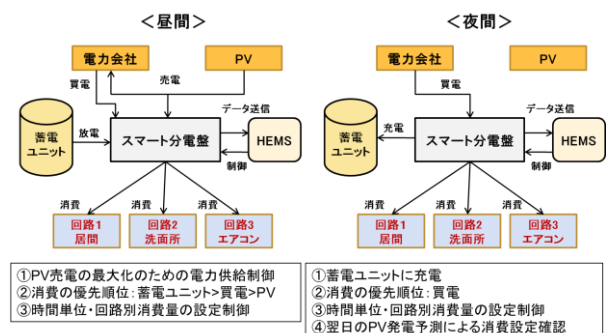 ＜昼間＞
電力会社
PV
売電
買電
データ送信
蓄電
ユニット
放電
スマート分電盤
HEMS
制御
消費
消費
消費
回路1
居間
回路2
洗面所
回路3
エアコン
①PV売電の最大化のための電力供給制御
②消費の優先順位：蓄電ユニット>買電>PV
③時間単位・回路別消費量の設定制御
＜夜間＞
電力会社
PV
買電
データ送信
蓄電
ユニット
充電
スマート分電盤
HEMS
制御
消費
消費
消費
回路1
居間
回路2
洗面所
回路3
エアコン
①蓄電ユニットに充電
②消費の優先順位：買電
③時間単位・回路別消費量の設定制御
④翌日のPV発電予測による消費設定確認